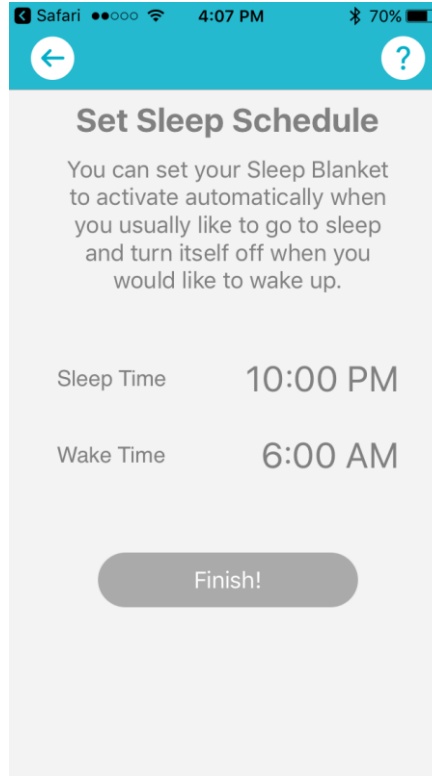 Safari 4:07 PM 70%
?
Set Sleep Schedule
You can set your Sleep Blanket
to activate automatically when
you usually like to go to sleep
and turn itself off when you
would like to wake up.
Sleep Time 10:00 PM
Wake Time 6:00 AM
Finish!